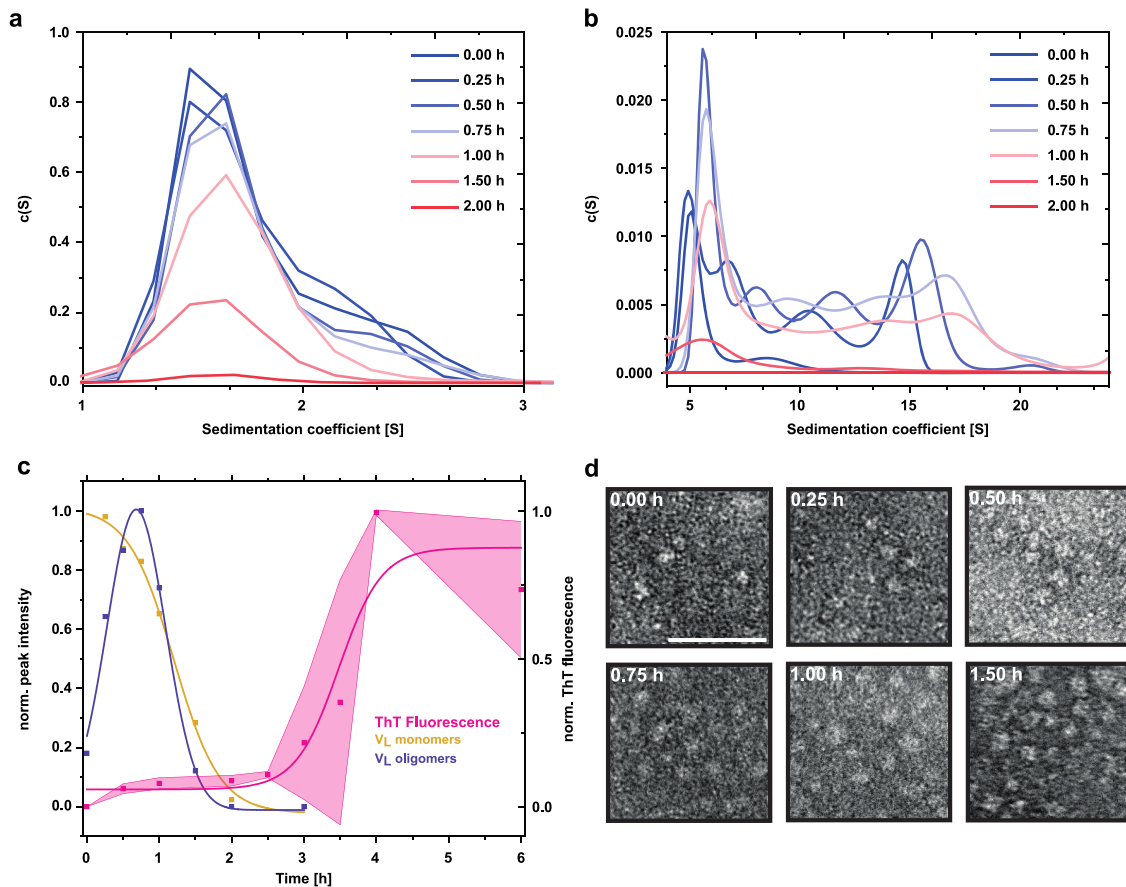 a
1.0
0.8
0.6
0.4
0.2
0.0
c(S)
1
2
3
Sedimentation coefficient [S]
0.00 h
0.25 h
0.50 h
0.75 h
1.00 h
1.50 h
2.00 h
b
0.025
0.020
0.015
0.010
0.005
0.000
c(S)
5
10
15
20
Sedimentation coefficient [S]
0.00 h
0.25 h
0.50 h
0.75 h
1.00 h
1.50 h
2.00 h
c
1.0
0.8
0.6
0.4
0.2
0.0
norm. peak intensity
1.0
0.5
0.0
norm. ThT fluorescence
ThT Fluorescence
VL monomers
VL oligomers
0
1
2
3
4
5
6
Time [h]
d
0.00 h
0.25 h
0.50 h
0.75 h
1.00 h
1.50 h